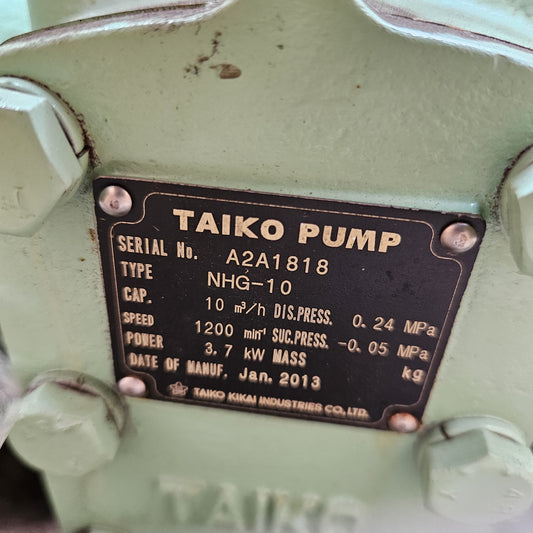 TAIKO PUMP
SERIAL No. A2A1818
TYPE NHG-10
CAP. 10 m³/h DIS.PRESS. 0.24 MPa
SPEED 1200 min⁻¹ SUC.PRESS. -0.05 MPa
POWER 3.7 kW MASS kg
DATE OF MANUF. Jan. 2013
TAIKO KIKAI INDUSTRIES CO., LTD.
TAIKO